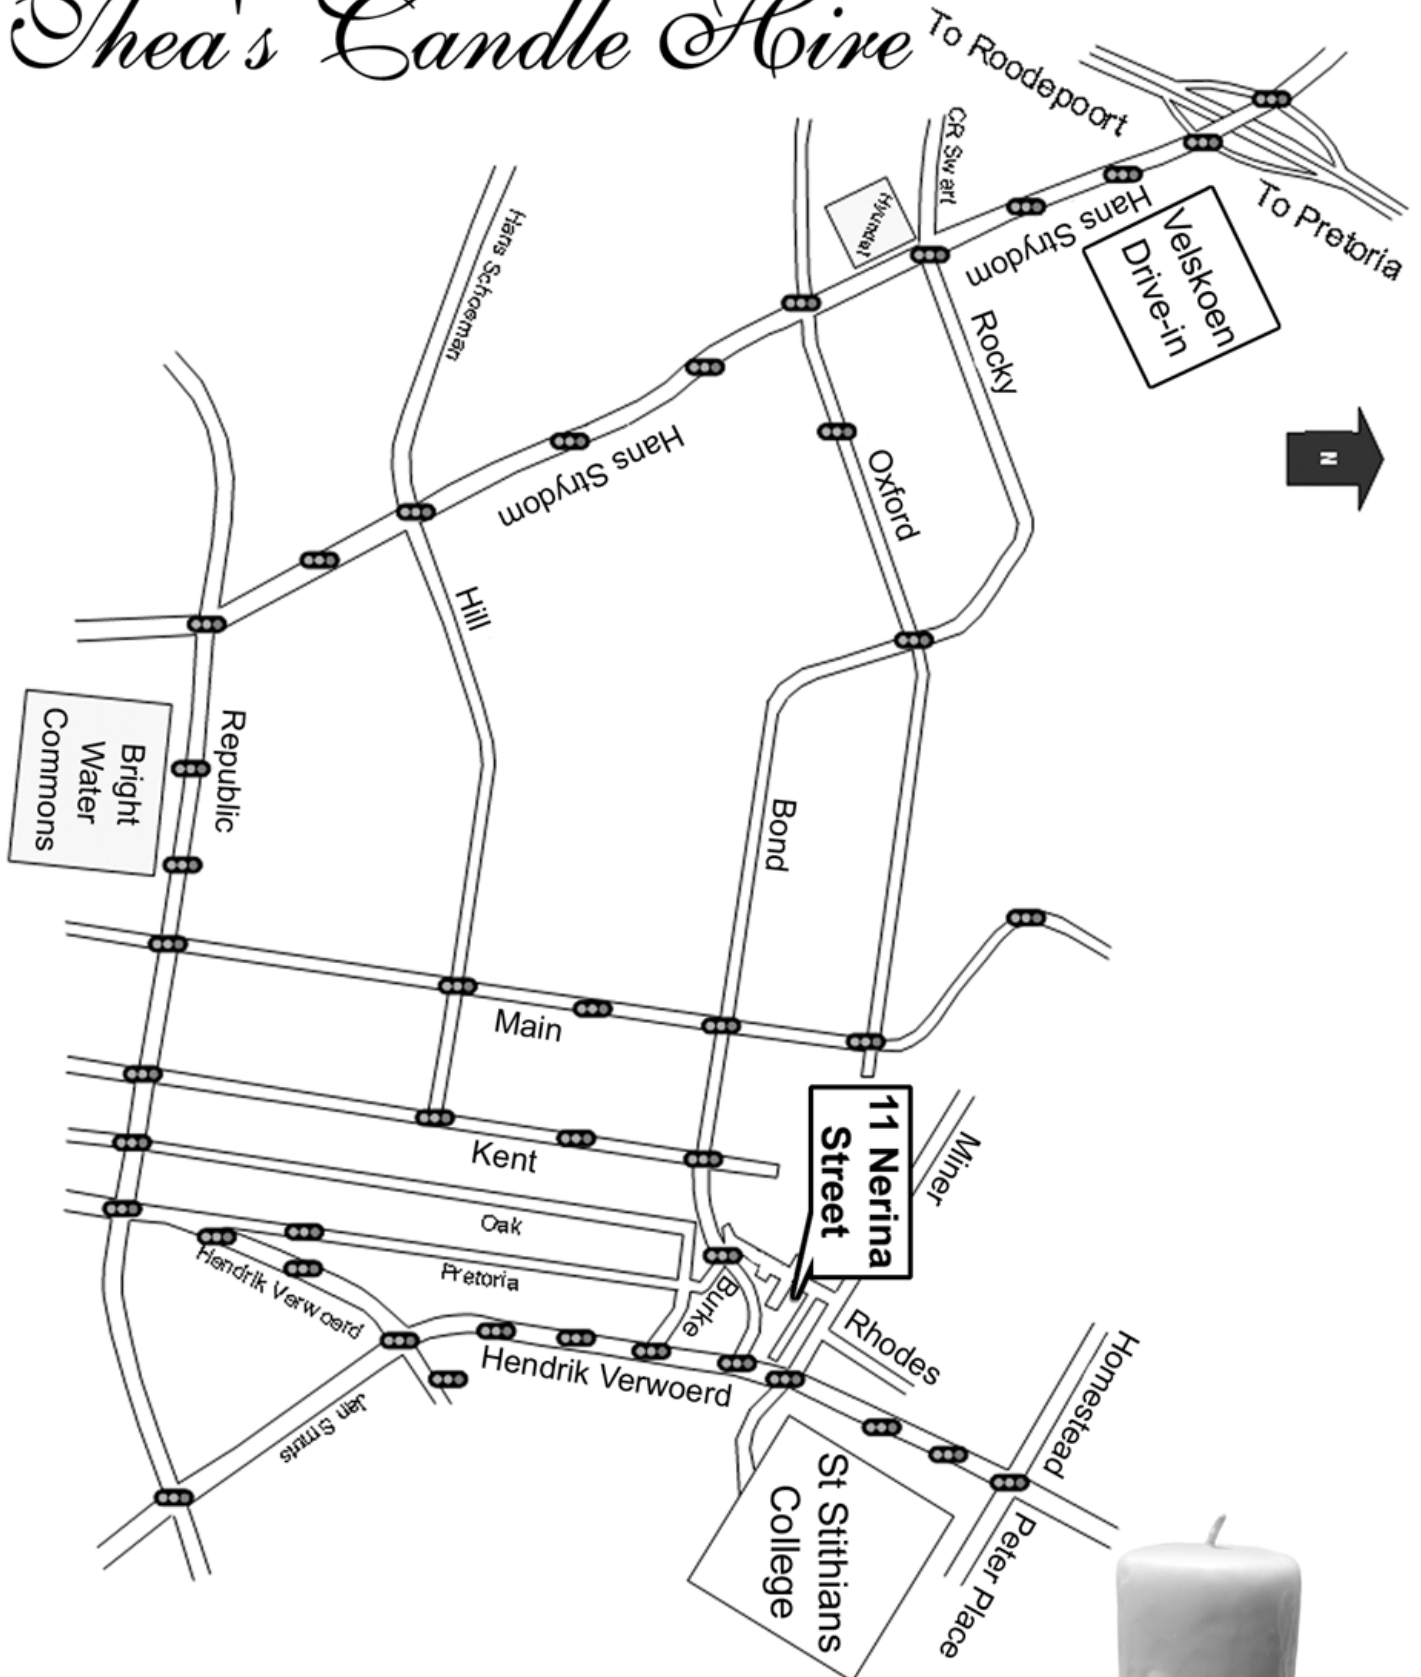 Thea's Candle Hire
To Roodepoort
CR Swart
Hyundai
Hans Strydom
To Pretoria
Velskoen
Drive-in
Hans Schoeman
Rocky
N
Hans Strydom
Oxford
Hill
Republic
Bright
Water
Commons
Bond
Main
11 Nerina
Street
Miner
Kent
Oak
Pretoria
Hendrik Verwoerd
Burke
Rhodes
Hendrik Verwoerd
Homestead
Jan Smuts
St Stithians
College
Peter Place